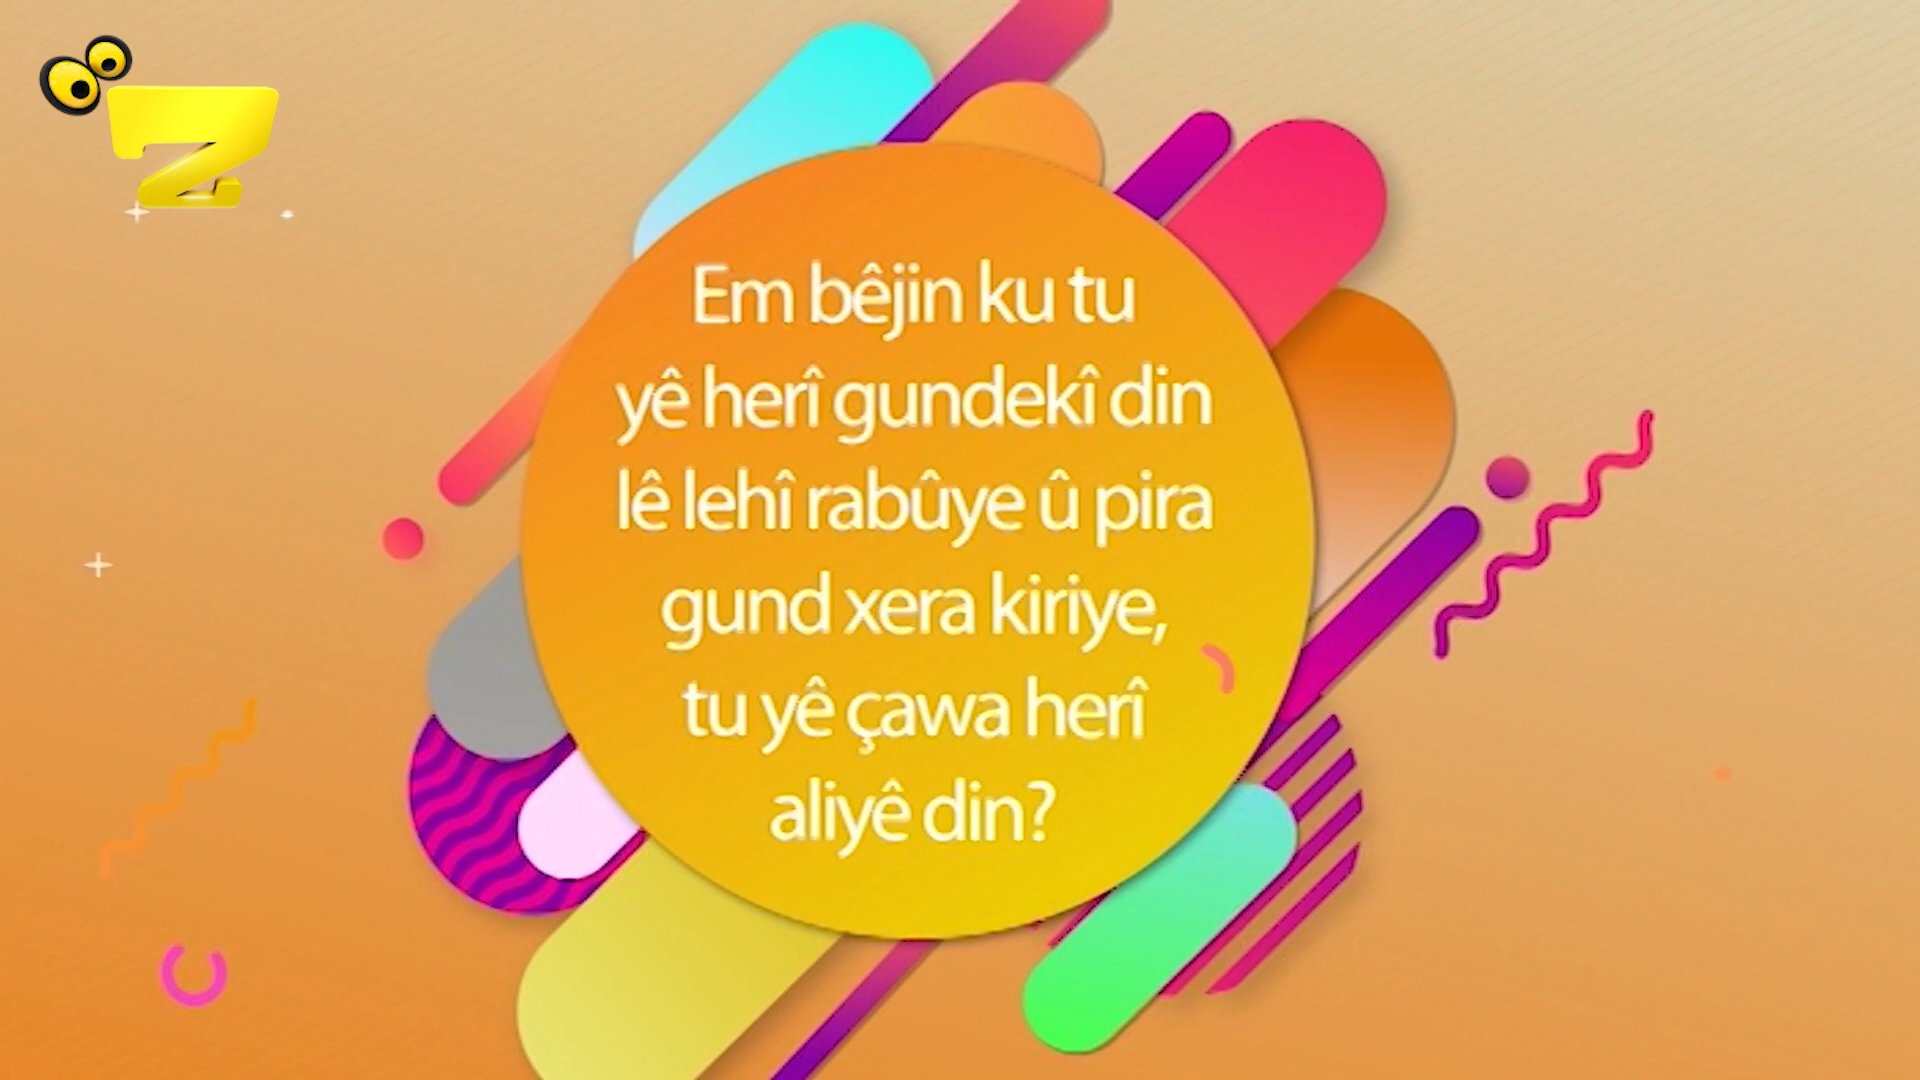 Z
Em bêjin ku tu
yê herî gundekî din
lê lehî rabûye û pira
gund xera kiriye,
tu yê çawa herî
aliyê din?